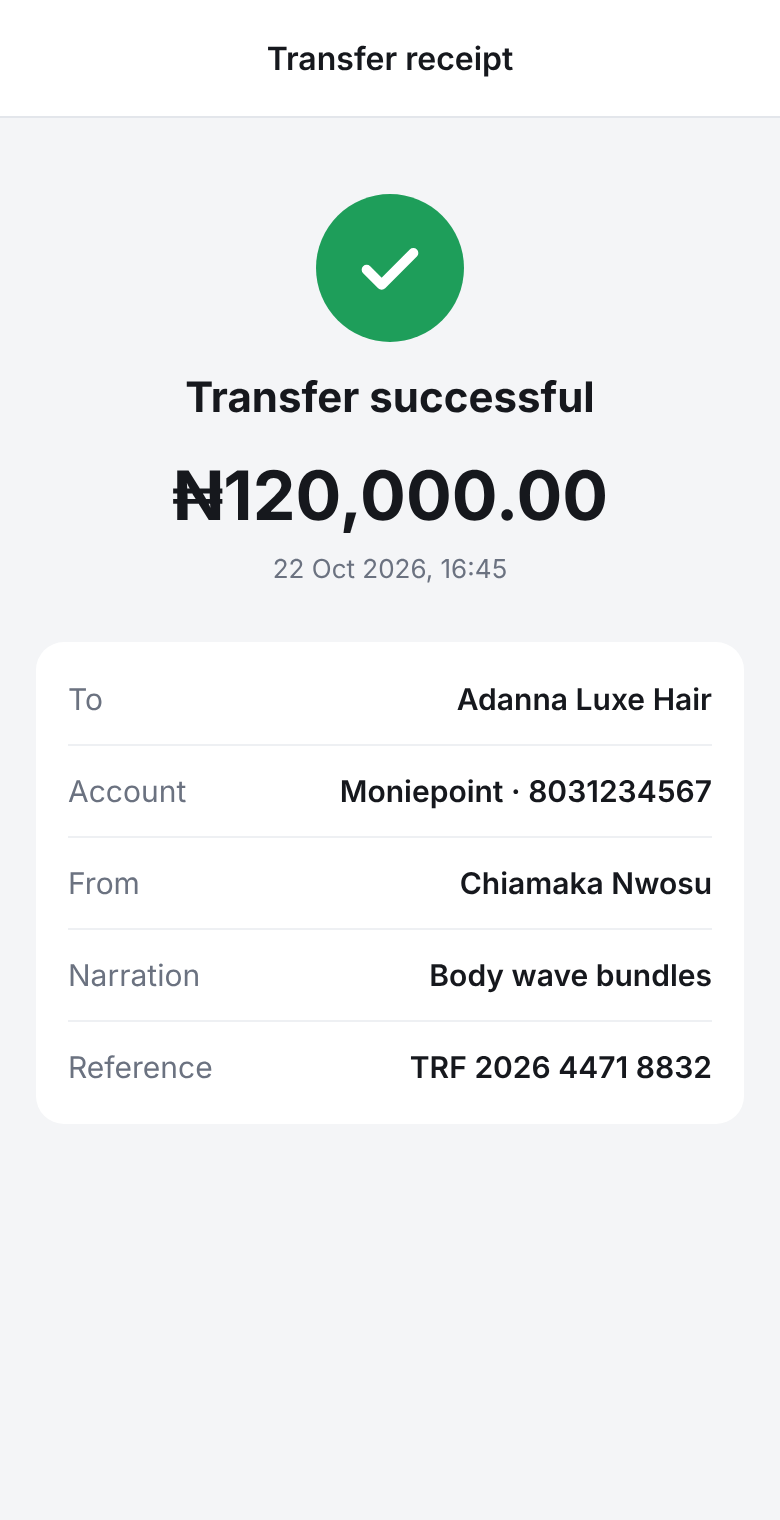 Transfer receipt
Transfer successful
₦120,000.00
22 Oct 2026, 16:45
To Adanna Luxe Hair
Account Moniepoint · 8031234567
From Chiamaka Nwosu
Narration Body wave bundles
Reference TRF 2026 4471 8832